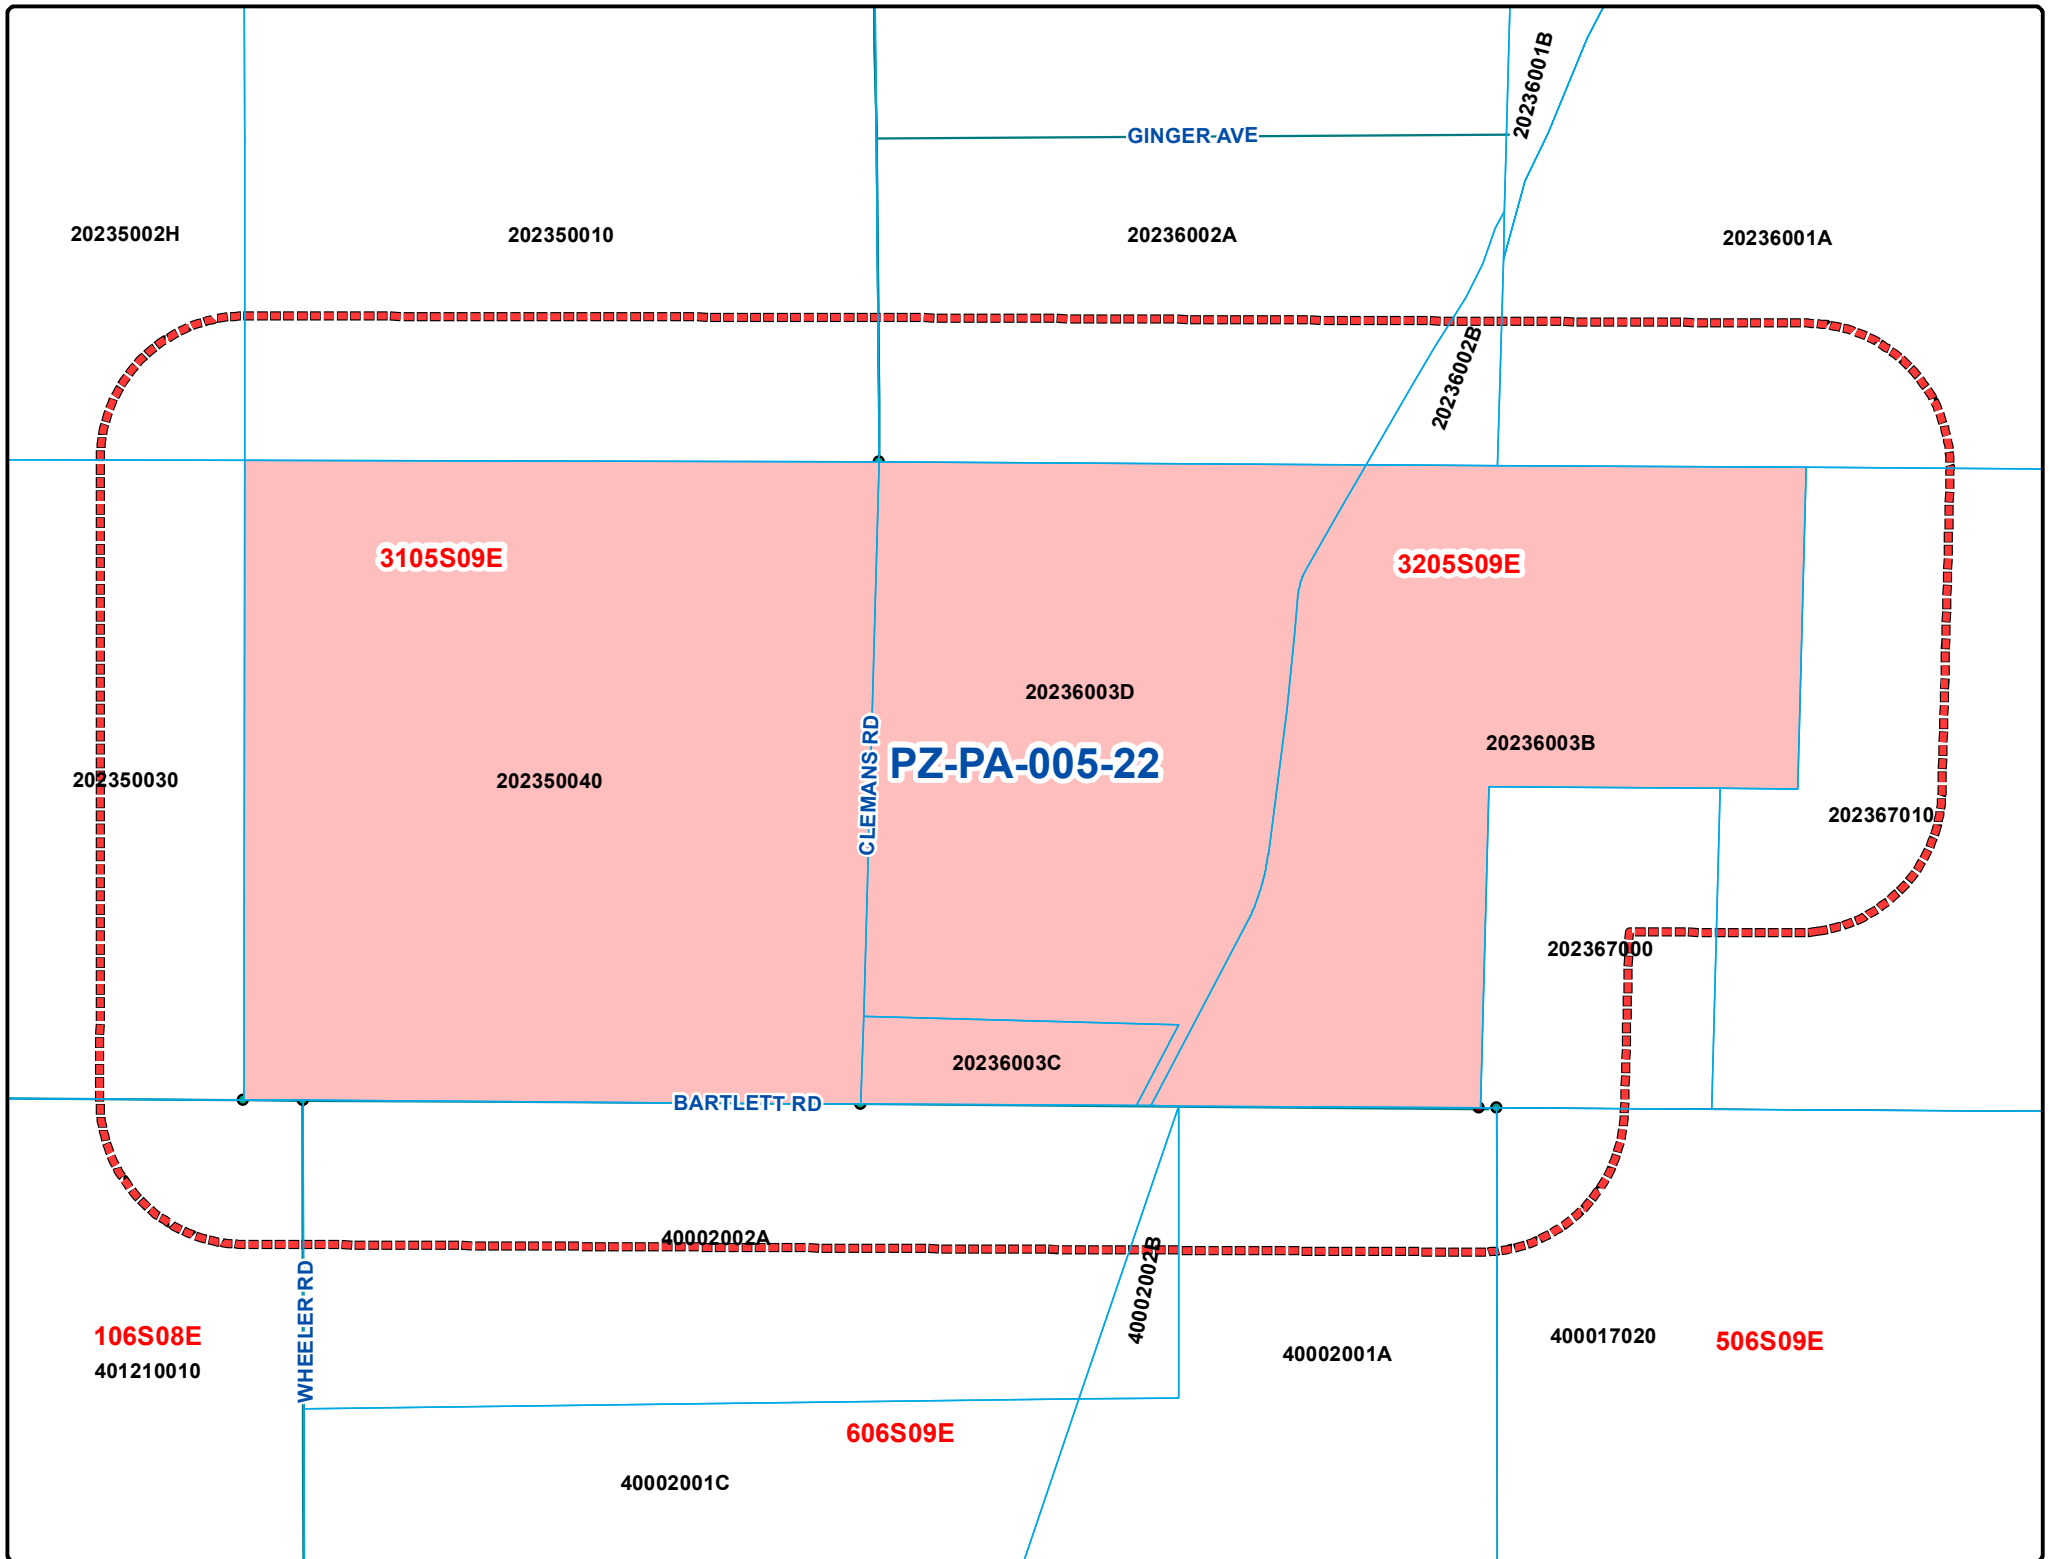 20236001B
GINGER AVE
20235002H
202350010
20236002A
20236001A
20236002B
3105S09E
3205S09E
20236003D
20236003B
PZ-PA-005-22
CLEMANS RD
202350030
202350040
202367010
202367000
20236003C
BARTLETT RD
40002002A
40002002B
WHEELER RD
106S08E
401210010
40002001A
400017020
506S09E
606S09E
40002001C